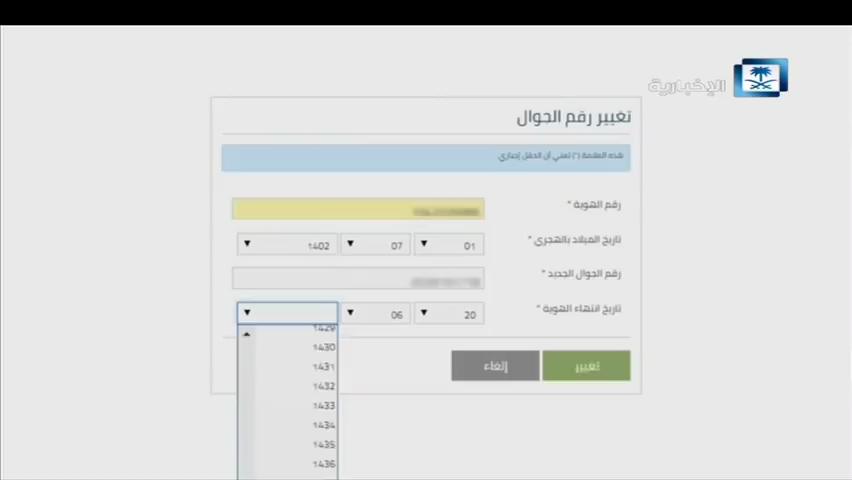 الإخبارية
تغيير رقم الجوال
هذه العلامة (*) تعني أن الحقل إجباري
رقم الهوية *
تاريخ الميلاد بالهجري * 01 07 1402
رقم الجوال الجديد *
تاريخ انتهاء الهوية * 20 06
1429
1430
1431
1432
1433
1434
1435
1436
تغيير إلغاء